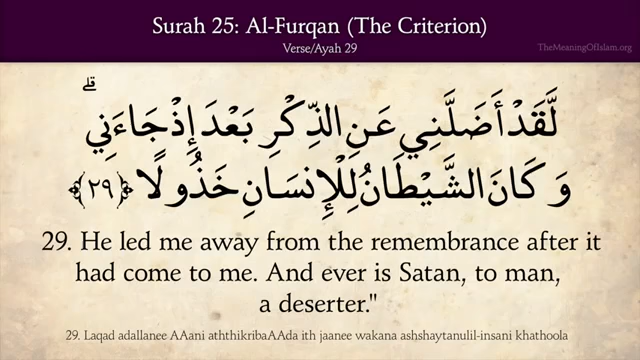 Surah 25: Al-Furqan (The Criterion)
Verse/Ayah 29
TheMeaningOfIslam.org
لَّقَدْ أَضَلَّنِي عَنِ الذِّكْرِ بَعْدَ إِذْ جَاءَنِي ۗ
وَكَانَ الشَّيْطَانُ لِلْإِنسَانِ خَذُولًا ﴿٢٩﴾
29. He led me away from the remembrance after it
had come to me. And ever is Satan, to man,
a deserter."
29. Laqad adallanee AAani aththikribaAAda ith jaanee wakana ashshaytanulil-insani khathoola